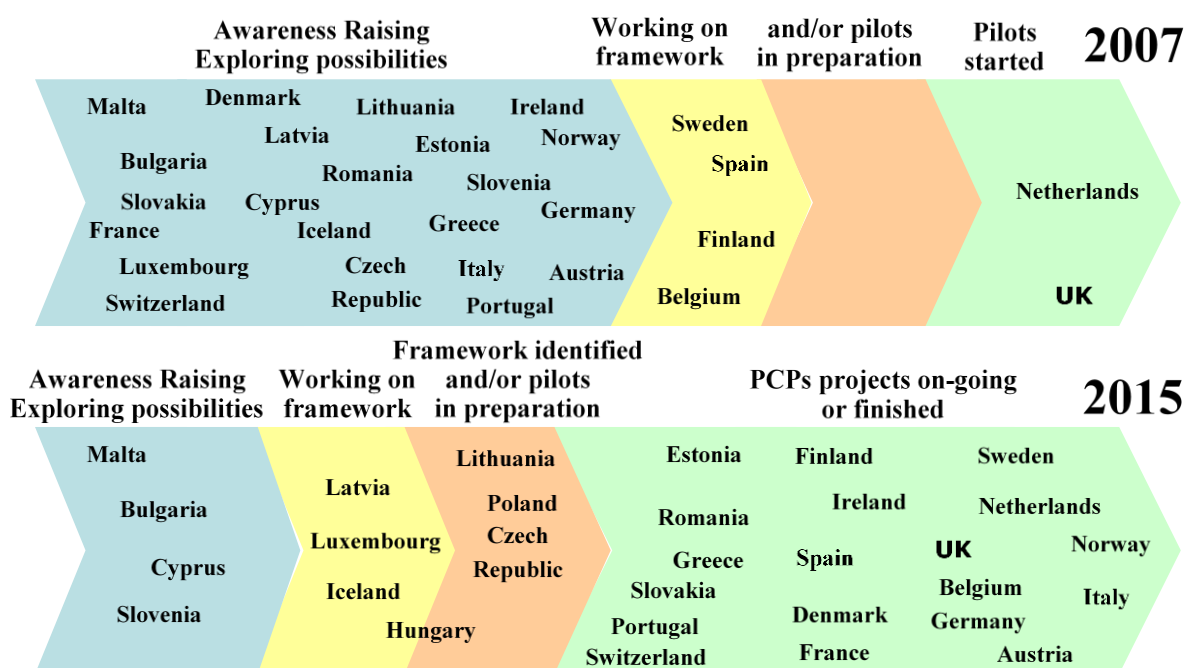 Awareness Raising
Exploring possibilities
Working on
framework
and/or pilots
in preparation
Pilots
started
2007
Malta
Denmark
Lithuania
Ireland
Latvia
Estonia
Norway
Bulgaria
Romania
Slovenia
Slovakia
Cyprus
Germany
France
Iceland
Greece
Luxembourg
Czech
Republic
Italy
Austria
Switzerland
Portugal
Sweden
Spain
Finland
Belgium
Netherlands
UK
Awareness Raising
Exploring possibilities
Working on
framework
Framework identified
and/or pilots
in preparation
PCPs projects on-going
or finished
2015
Malta
Bulgaria
Cyprus
Slovenia
Latvia
Luxembourg
Iceland
Hungary
Lithuania
Poland
Czech
Republic
Estonia
Finland
Sweden
Romania
Ireland
Netherlands
Greece
Spain
UK
Norway
Slovakia
Belgium
Italy
Portugal
Denmark
Germany
Switzerland
France
Austria